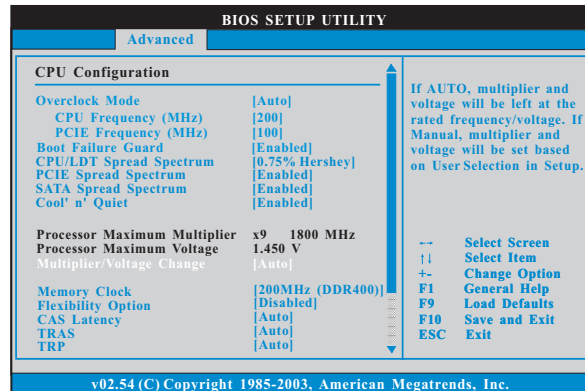 BIOS SETUP UTILITY
Advanced
CPU Configuration
Overclock Mode [Auto]
CPU Frequency (MHz) [200]
PCIE Frequency (MHz) [100]
Boot Failure Guard [Enabled]
CPU/LDT Spread Spectrum [0.75% Hershey]
PCIE Spread Spectrum [Enabled]
SATA Spread Spectrum [Enabled]
Cool' n' Quiet [Enabled]
Processor Maximum Multiplier x9 1800 MHz
Processor Maximum Voltage 1.450 V
Multiplier/Voltage Change [Auto]
Memory Clock [200MHz (DDR400)]
Flexibility Option [Disabled]
CAS Latency [Auto]
TRAS [Auto]
TRP [Auto]
If AUTO, multiplier and
voltage will be left at the
rated frequency/voltage. If
Manual, multiplier and
voltage will be set based
on User Selection in Setup.
←→ Select Screen
↑↓ Select Item
+- Change Option
F1 General Help
F9 Load Defaults
F10 Save and Exit
ESC Exit
v02.54 (C) Copyright 1985-2003, American Megatrends, Inc.